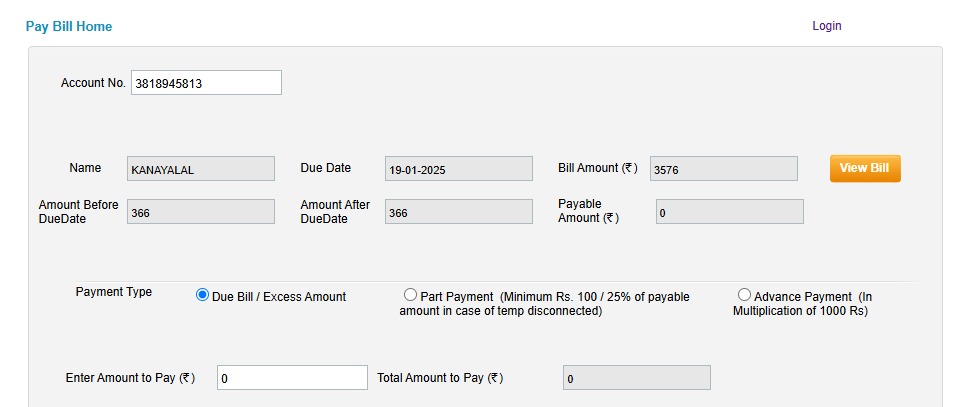 Pay Bill Home Login
Account No. 3818945813
Name KANAYALAL Due Date 19-01-2025 Bill Amount (₹) 3576 View Bill
Amount Before DueDate 366 Amount After DueDate 366 Payable Amount (₹) 0
Payment Type Due Bill / Excess Amount Part Payment (Minimum Rs. 100 / 25% of payable amount in case of temp disconnected) Advance Payment (In Multiplication of 1000 Rs)
Enter Amount to Pay (₹) 0 Total Amount to Pay (₹) 0